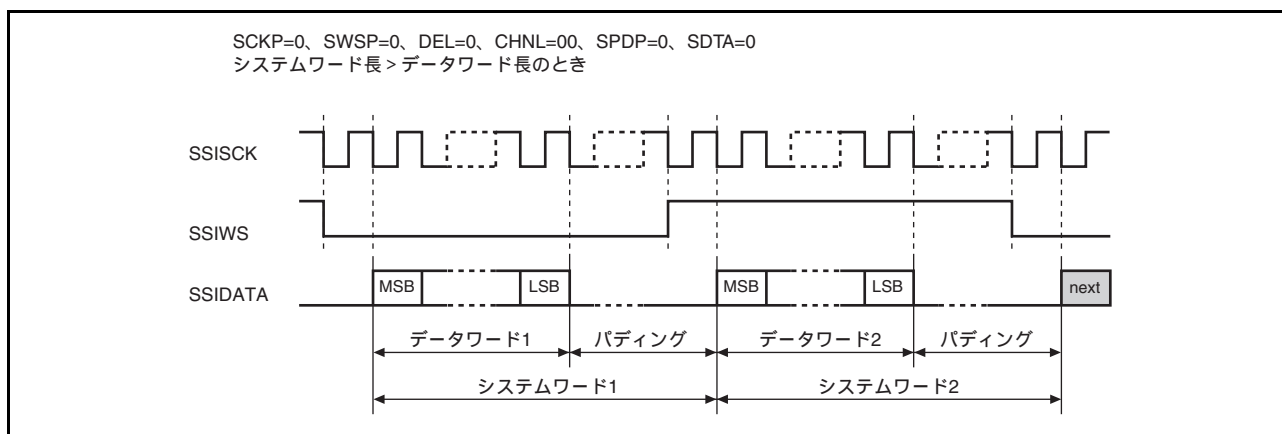 SCKP=0、SWSP=0、DEL=0、CHNL=00、SPDP=0、SDTA=0
システムワード長>データワード長のとき
SSISCK
SSIWS
SSIDATA
MSB
LSB
MSB
LSB
next
データワード1
パディング
データワード2
パディング
システムワード1
システムワード2